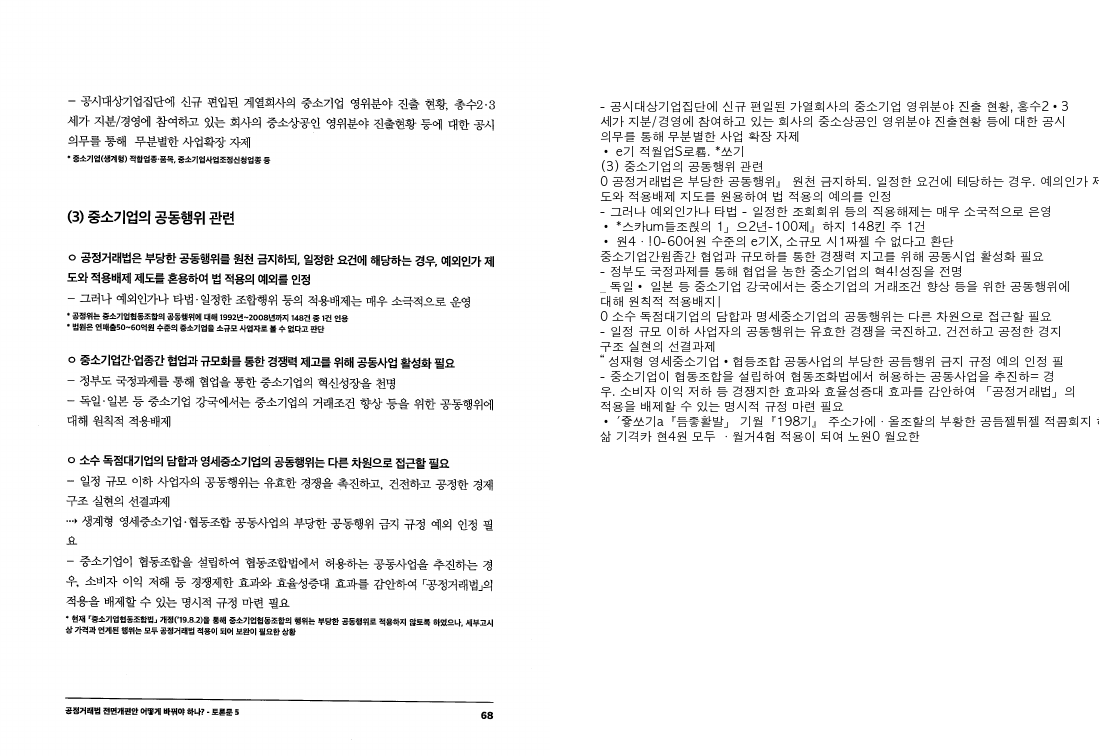 – 공시대상기업집단에 신규 편입된 계열회사의 중소기업 영위분야 진출 현황, 총수2·3
세가 지분/경영에 참여하고 있는 회사의 중소상공인 영위분야 진출현황 등에 대한 공시
의무를 통해 무분별한 사업확장 자제
* 중소기업(생계형) 적합업종·품목, 중소기업사업조정신청업종 등
(3) 중소기업의 공동행위 관련
ㅇ 공정거래법은 부당한 공동행위를 원천 금지하되, 일정한 요건에 해당하는 경우, 예외인가 제
도와 적용배제 제도를 혼용하여 법 적용의 예외를 인정
– 그러나 예외인가나 타법·일정한 조합행위 등의 적용배제는 매우 소극적으로 운영
* 공정위는 중소기업협동조합의 공동행위에 대해 1992년~2008년까지 148건 중 1건 인용
* 법원은 연매출50~60억원 수준의 중소기업을 소규모 사업자로 볼 수 없다고 판단
ㅇ 중소기업간·업종간 협업과 규모화를 통한 경쟁력 제고를 위해 공동사업 활성화 필요
– 정부도 국정과제를 통해 협업을 통한 중소기업의 혁신성장을 천명
– 독일·일본 등 중소기업 강국에서는 중소기업의 거래조건 향상 등을 위한 공동행위에
대해 원칙적 적용배제
ㅇ 소수 독점대기업의 담합과 영세중소기업의 공동행위는 다른 차원으로 접근할 필요
– 일정 규모 이하 사업자의 공동행위는 유효한 경쟁을 촉진하고, 건전하고 공정한 경제
구조 실현의 선결과제
⋯→ 생계형 영세중소기업·협동조합 공동사업의 부당한 공동행위 금지 규정 예외 인정 필
요
– 중소기업이 협동조합을 설립하여 협동조합법에서 허용하는 공동사업을 추진하는 경
우, 소비자 이익 저해 등 경쟁제한 효과와 효율성증대 효과를 감안하여 「공정거래법」의
적용을 배제할 수 있는 명시적 규정 마련 필요
* 현재 「중소기업협동조합법」 개정('19.8.2)을 통해 중소기업협동조합의 행위는 부당한 공동행위로 적용하지 않토록 하였으나, 세부고시
상 가격과 연계된 행위는 모두 공정거래법 적용이 되어 보완이 필요한 상황
공정거래법 전면개편안 어떻게 바꿔야 하나? - 토론문 5
68
- 공시대상기업집단에 신규 편일된 가열회사의 중소기업 영위분야 진출 현황, 흥수2 • 3
세가 지분/경영에 참여하고 있는 회사의 중소상공인 영위분야 진출현황 등에 대한 공시
의무를 통해 무분별한 사업 확장 자제
• e기 적월업S로쁆. *쏘기
(3) 중소기업의 공동행위 관련
0 공정거래법은 부당한 공동행위』 원천 금지하되. 일정한 요건에 테당하는 경우. 예의인가 제
도와 적용배제 지도를 원용하여 법 적용의 예의를 인정
- 그러나 예외인가나 타법 - 일정한 조회회위 등의 직용해제는 매우 소국적으로 은영
• *스카um들조흱의 1」으2년-100제』하지 148킨 주 1건
• 원4 · !0-60어원 수준의 e기X, 소규모 시1짜젤 수 없다고 환단
중소기업간윔좀간 협업과 규모하를 통한 경쟁력 지고를 위해 공동시업 활성화 필요
- 정부도 국정과제를 통해 협업을 농한 중소기업의 혁4!성징을 전명
_ 독일 • 일본 등 중소기업 강국에서는 중소기업의 거래조건 향상 등을 위한 공동행위에
대해 원칙적 적용배지|
0 소수 독점대기업의 담합과 명세중소기업의 공동행위는 다른 차원으로 접근할 필요
- 일정 규모 이하 사업자의 공동행위는 유효한 경쟁을 국진하고. 건전하고 공정한 경지
구조 실현의 선결과제
“ 성재형 영세중소기업 • 협등조합 공동사업의 부당한 공듬행위 금지 규정 예의 인정 필
- 중소기업이 협동조합을 설립하여 협동조화법에서 허용하는 공동사업을 추진하= 경
우. 소비자 이익 저하 등 경쟁지한 효과와 효율성증대 효과를 감안하여 「공정거래법」의
적용을 배제할 수 있는 명시적 규정 마련 필요
주소가에 · 올조할의 부황한 공듬젤튀젤 적콤회지
삶 기격카 현4원 모두 · 월거4험 적용이 되여 노원0 월요한